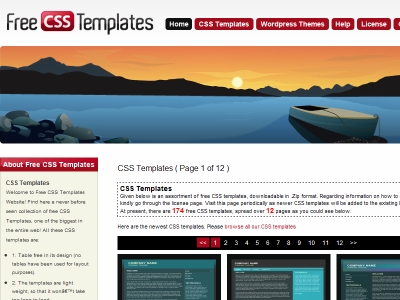 Free CSS Templates
Home CSS Templates Wordpress Themes Help License
About Free CSS Templates
CSS Templates
Welcome to Free CSS Templates
Website! Find here a never before
seen collection of free CSS
Templates, one of the biggest in
the entire web! All these CSS
templates are:
1. Table free in its design (no
tables have been used for layout
purposes).
2. The templates are light
weight, so that it wonâ€™t take
CSS Templates ( Page 1 of 12 )
CSS Templates
Given below is an assortment of free CSS templates, downloadable in .Zip format. Regarding information on how to
kindly go through the license page. Visit this page periodically as newer CSS templates will be added to the existing
At present, there are 174 free CSS templates, spread over 12 pages as you could see below.
Here are the newest CSS templates. Please browse all our CSS templates
<< 1 2 3 4 5 6 7 8 9 10 11 12 >>
COMPANY NAME